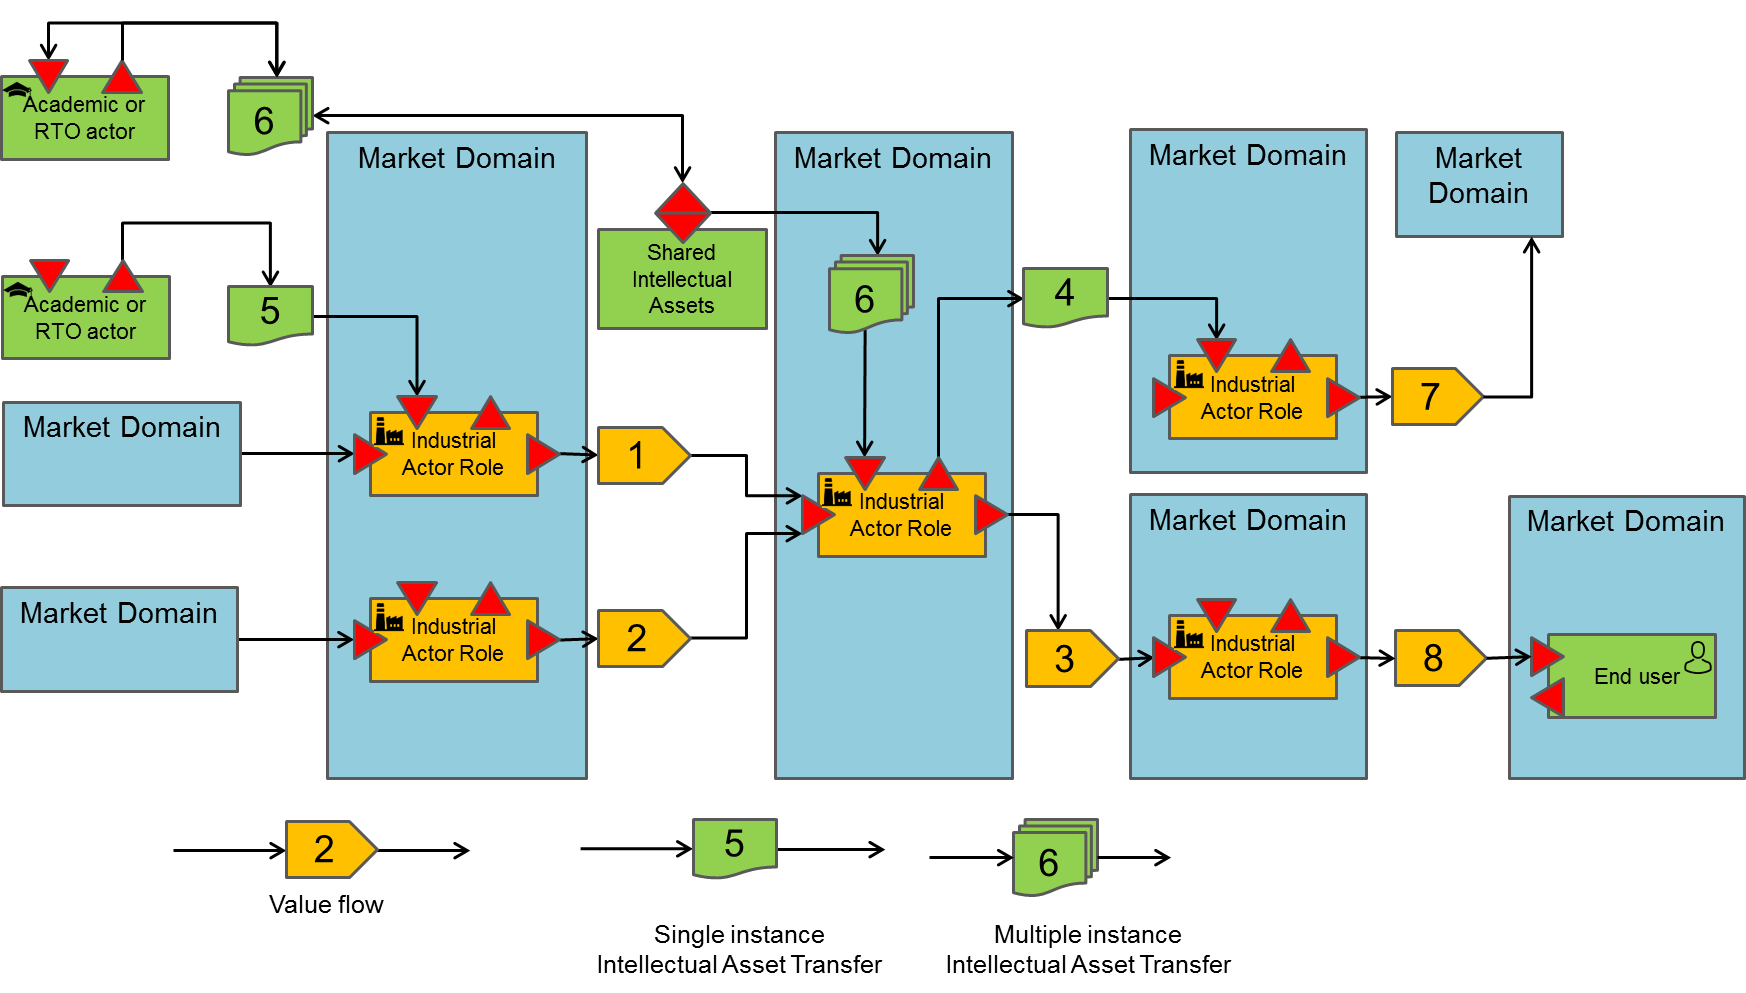 Academic or
RTO actor
6
Market Domain
Market Domain
Market Domain
Market
Domain
Academic or
RTO actor
5
Shared
Intellectual
Assets
6
4
Industrial
Actor Role
7
Market Domain
Industrial
Actor Role
1
Industrial
Actor Role
Market Domain
Market Domain
Market Domain
Industrial
Actor Role
2
3
Industrial
Actor Role
8
End user
2
Value flow
5
Single instance
Intellectual Asset Transfer
6
Multiple instance
Intellectual Asset Transfer